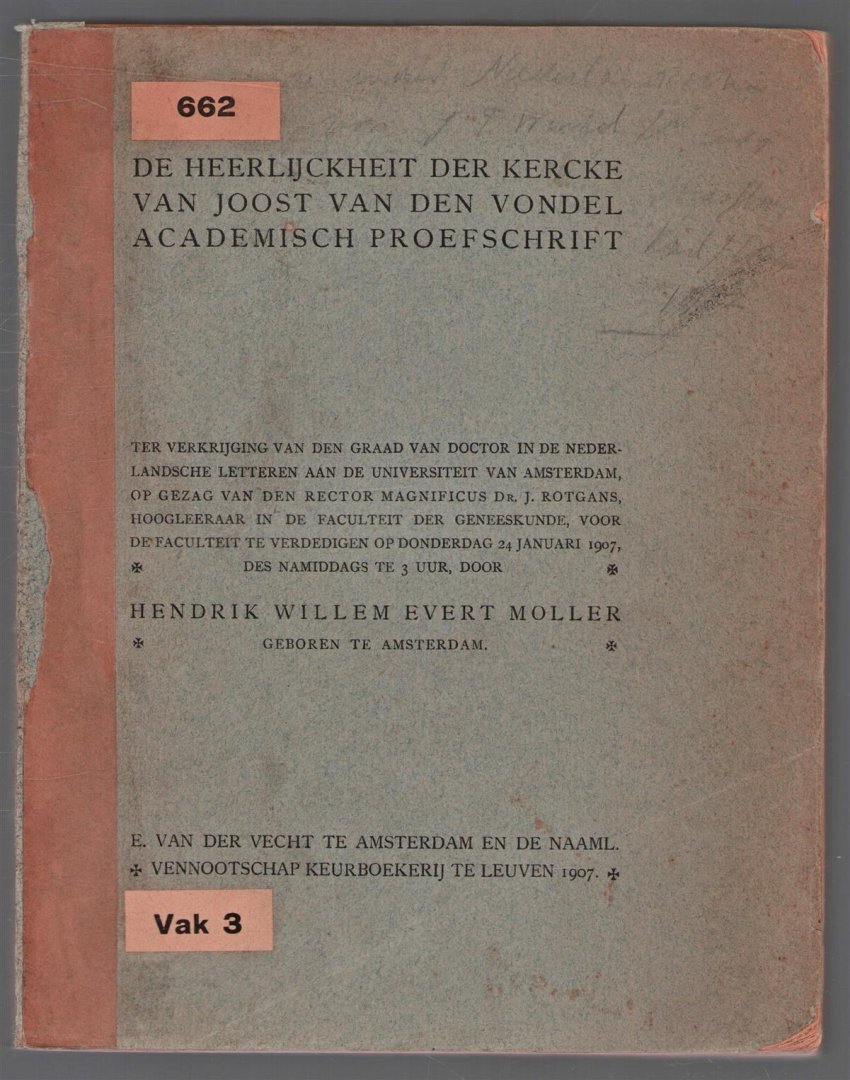 662
DE HEERLIJCKHEIT DER KERCKE
VAN JOOST VAN DEN VONDEL
ACADEMISCH PROEFSCHRIFT
TER VERKRIJGING VAN DEN GRAAD VAN DOCTOR IN DE NEDER-
LANDSCHE LETTEREN AAN DE UNIVERSITEIT VAN AMSTERDAM,
OP GEZAG VAN DEN RECTOR MAGNIFICUS DR. J. ROTGANS,
HOOGLEERAAR IN DE FACULTEIT DER GENEESKUNDE, VOOR
DE FACULTEIT TE VERDEDIGEN OP DONDERDAG 24 JANUARI 1907,
✠ DES NAMIDDAGS TE 3 UUR, DOOR ✠
HENDRIK WILLEM EVERT MOLLER
✠ GEBOREN TE AMSTERDAM. ✠
E. VAN DER VECHT TE AMSTERDAM EN DE NAAML.
✠ VENNOOTSCHAP KEURBOEKERIJ TE LEUVEN 1907. ✠
Vak 3